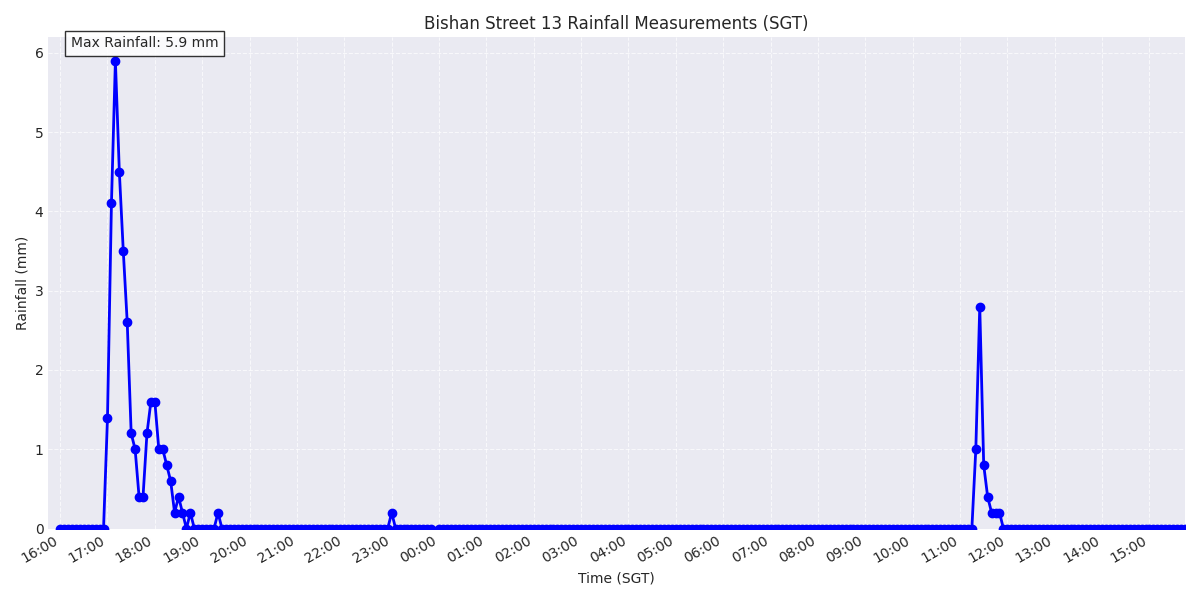 Bishan Street 13 Rainfall Measurements (SGT)
Max Rainfall: 5.9 mm
Rainfall (mm)
6
5
4
3
2
1
0
16:00 17:00 18:00 19:00 20:00 21:00 22:00 23:00 00:00 01:00 02:00 03:00 04:00 05:00 06:00 07:00 08:00 09:00 10:00 11:00 12:00 13:00 14:00 15:00
Time (SGT)